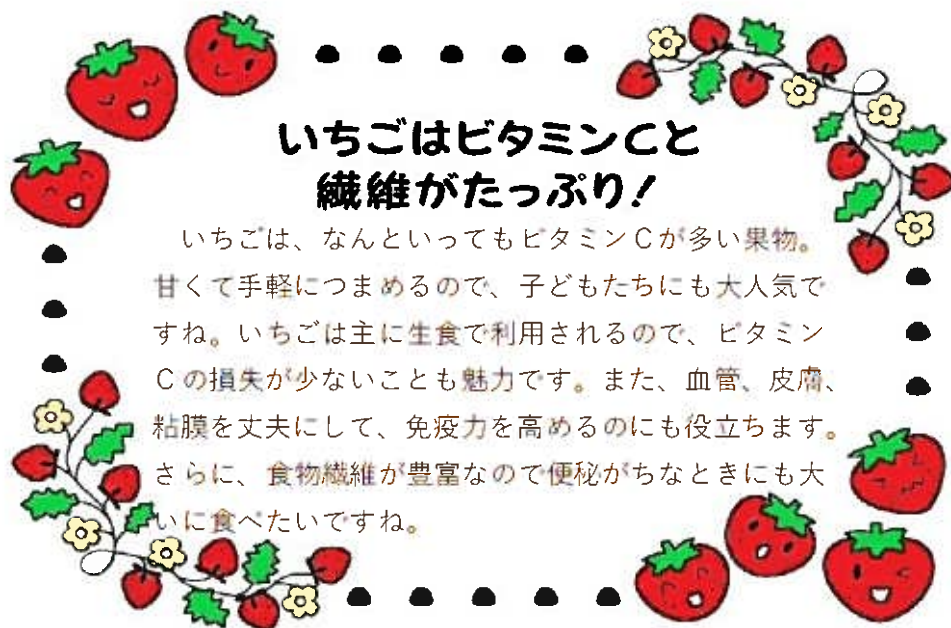 いちごはビタミンCと
繊維がたっぷり!
いちごは、なんといってもビタミンCが多い果物。
甘くて手軽につまめるので、子どもたちにも大人気で
すね。いちごは主に生食で利用されるので、ビタミン
Cの損失が少ないことも魅力です。また、血管、皮膚、
粘膜を丈夫にして、免疫力を高めるのにも役立ちます。
さらに、食物繊維が豊富なので便秘がちなときにも大
いに食べたいですね。